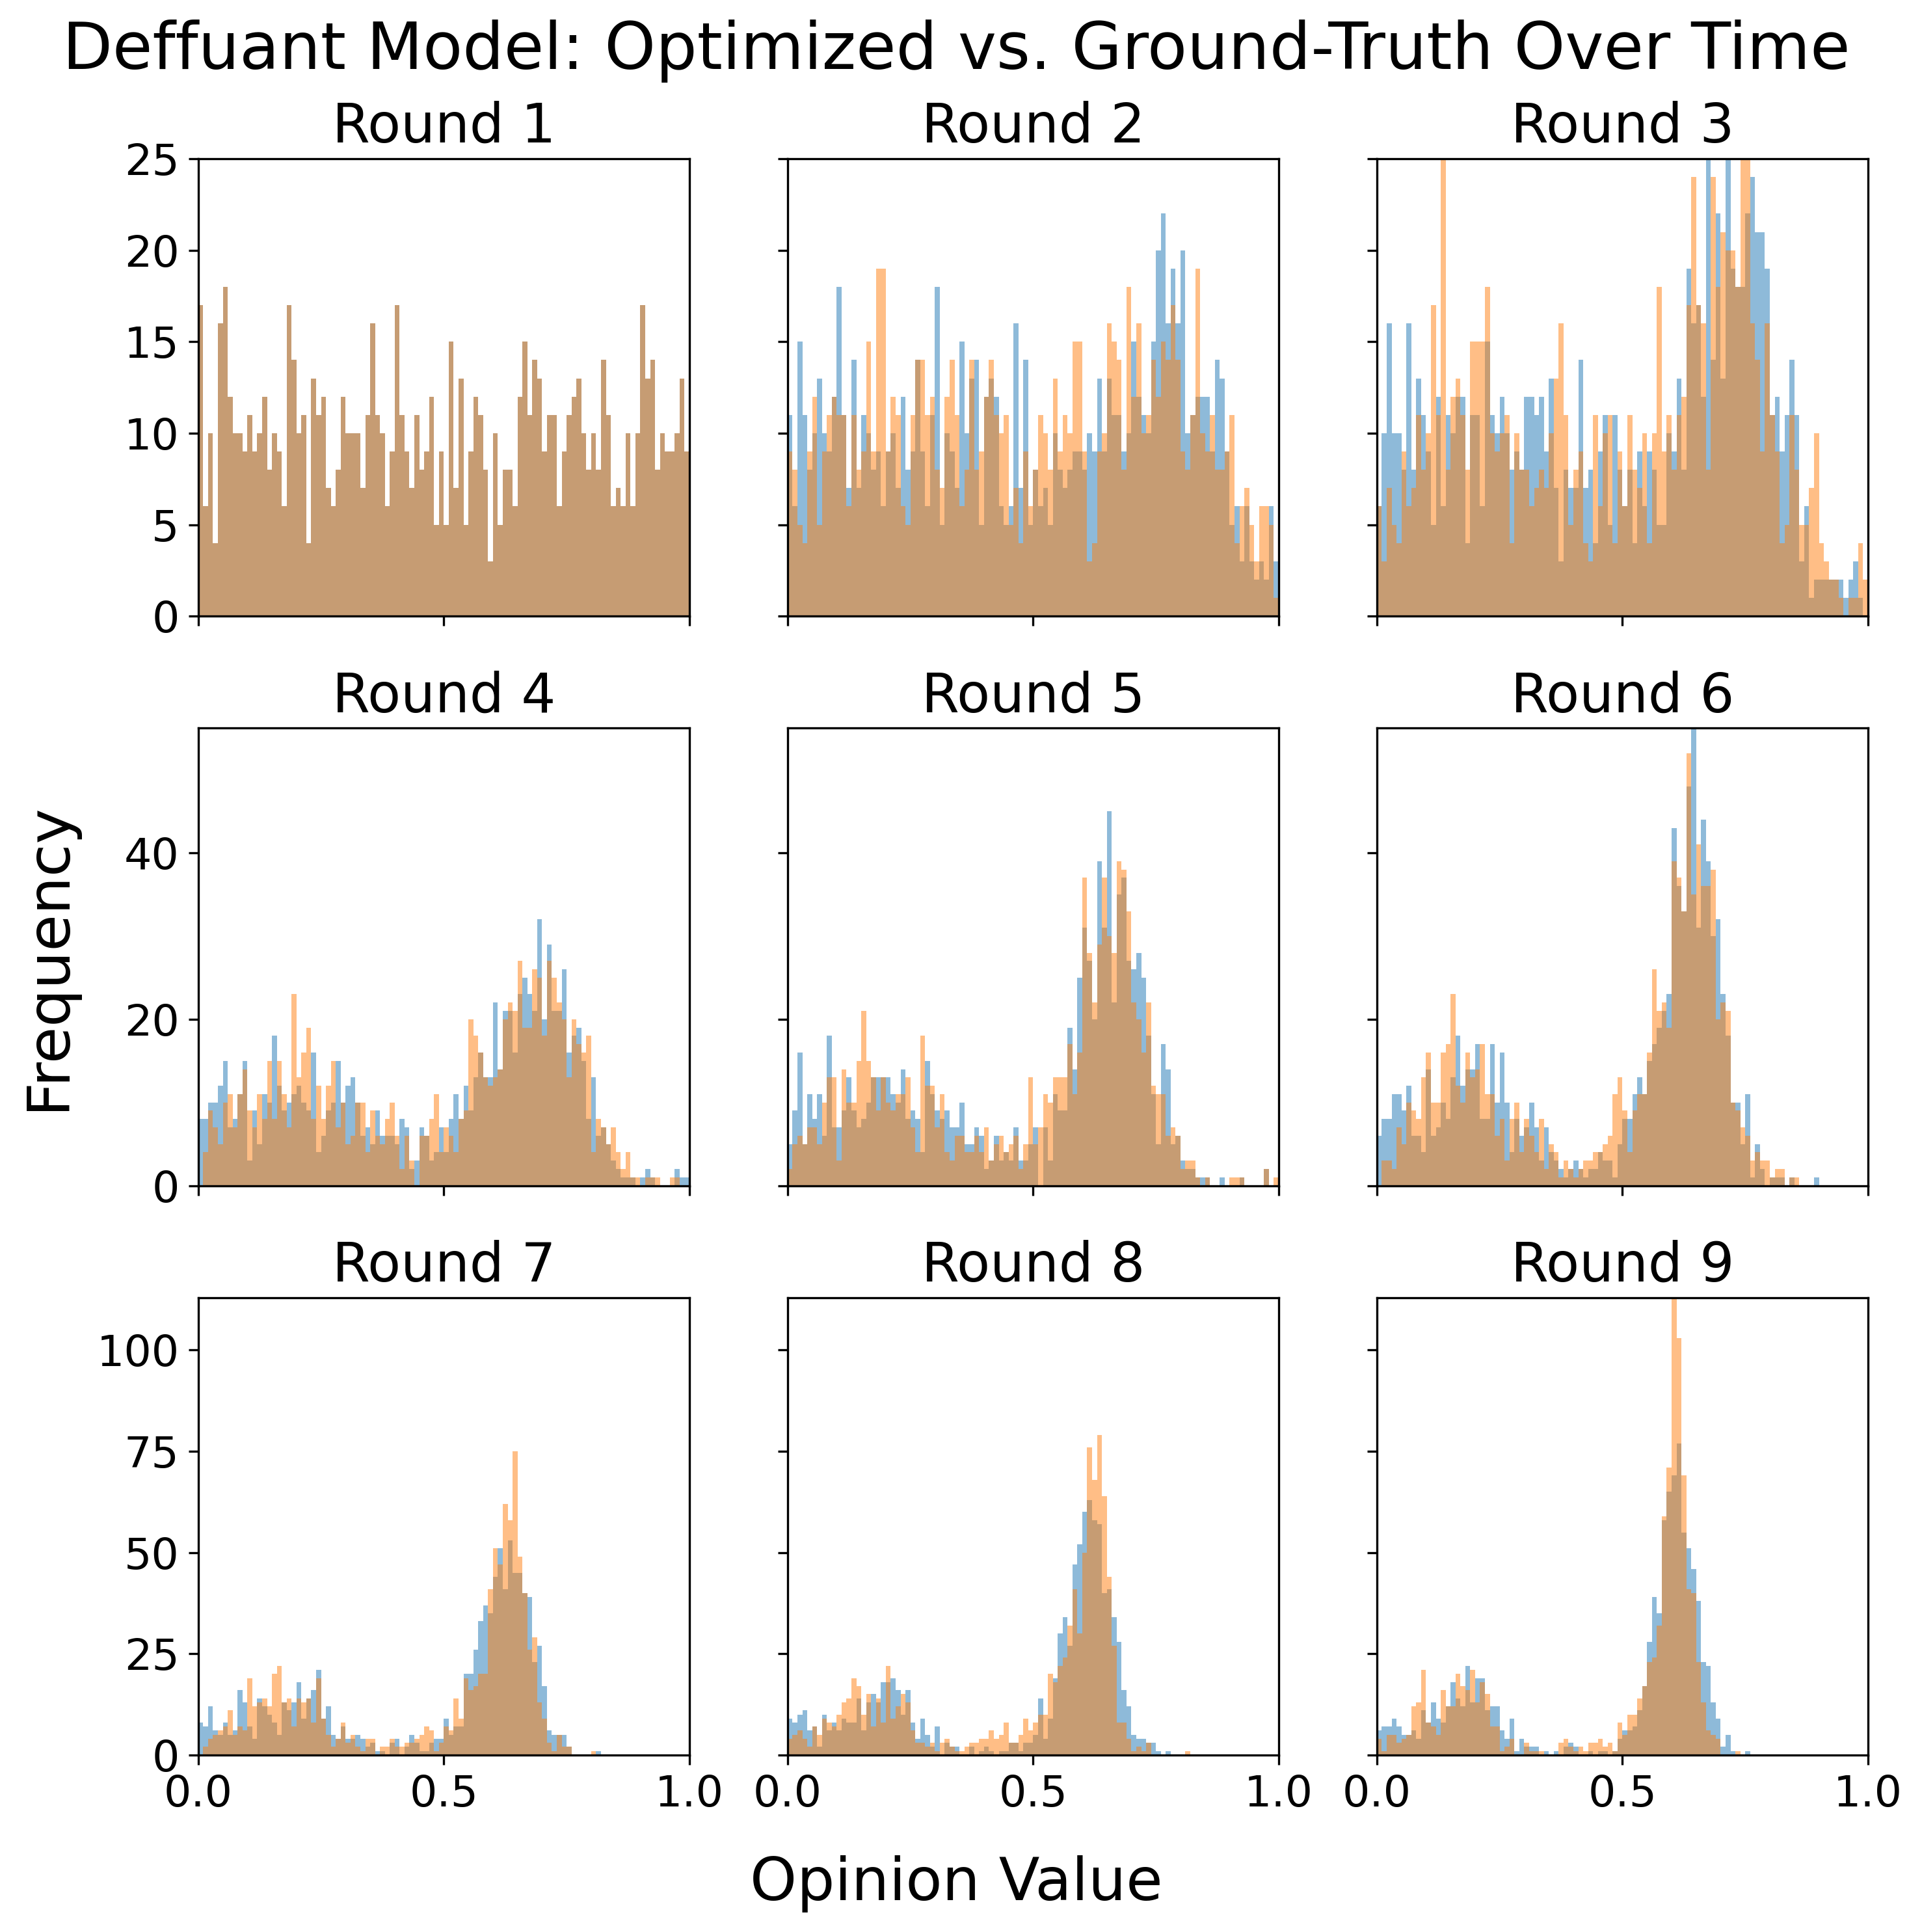 Deffuant Model: Optimized vs. Ground-Truth Over Time
Round 1
Round 2
Round 3
25
20
15
10
5
0
Round 4
Round 5
Round 6
40
20
0
Frequency
Round 7
Round 8
Round 9
100
75
50
25
0
0.0 0.5 1.0 0.0 0.5 1.0 0.0 0.5 1.0
Opinion Value